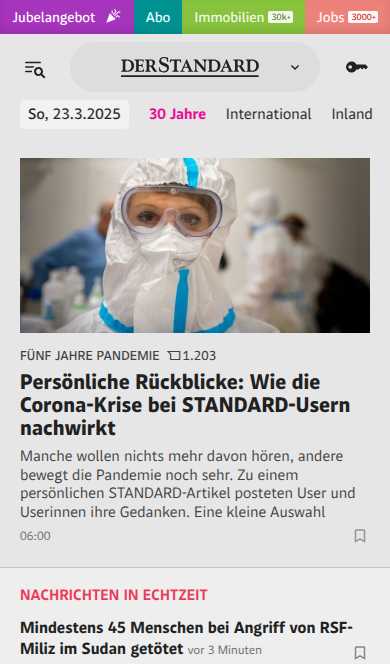 Jubelangebot Abo Immobilien 30k+ Jobs 3000+
DERSTANDARD
So, 23.3.2025 30 Jahre International Inland
FÜNF JAHRE PANDEMIE 1.203
Persönliche Rückblicke: Wie die
Corona-Krise bei STANDARD-Usern
nachwirkt
Manche wollen nichts mehr davon hören, andere
bewegt die Pandemie noch sehr. Zu einem
persönlichen STANDARD-Artikel posteten User und
Userinnen ihre Gedanken. Eine kleine Auswahl
06:00
NACHRICHTEN IN ECHTZEIT
Mindestens 45 Menschen bei Angriff von RSF-
Miliz im Sudan getötet vor 3 Minuten